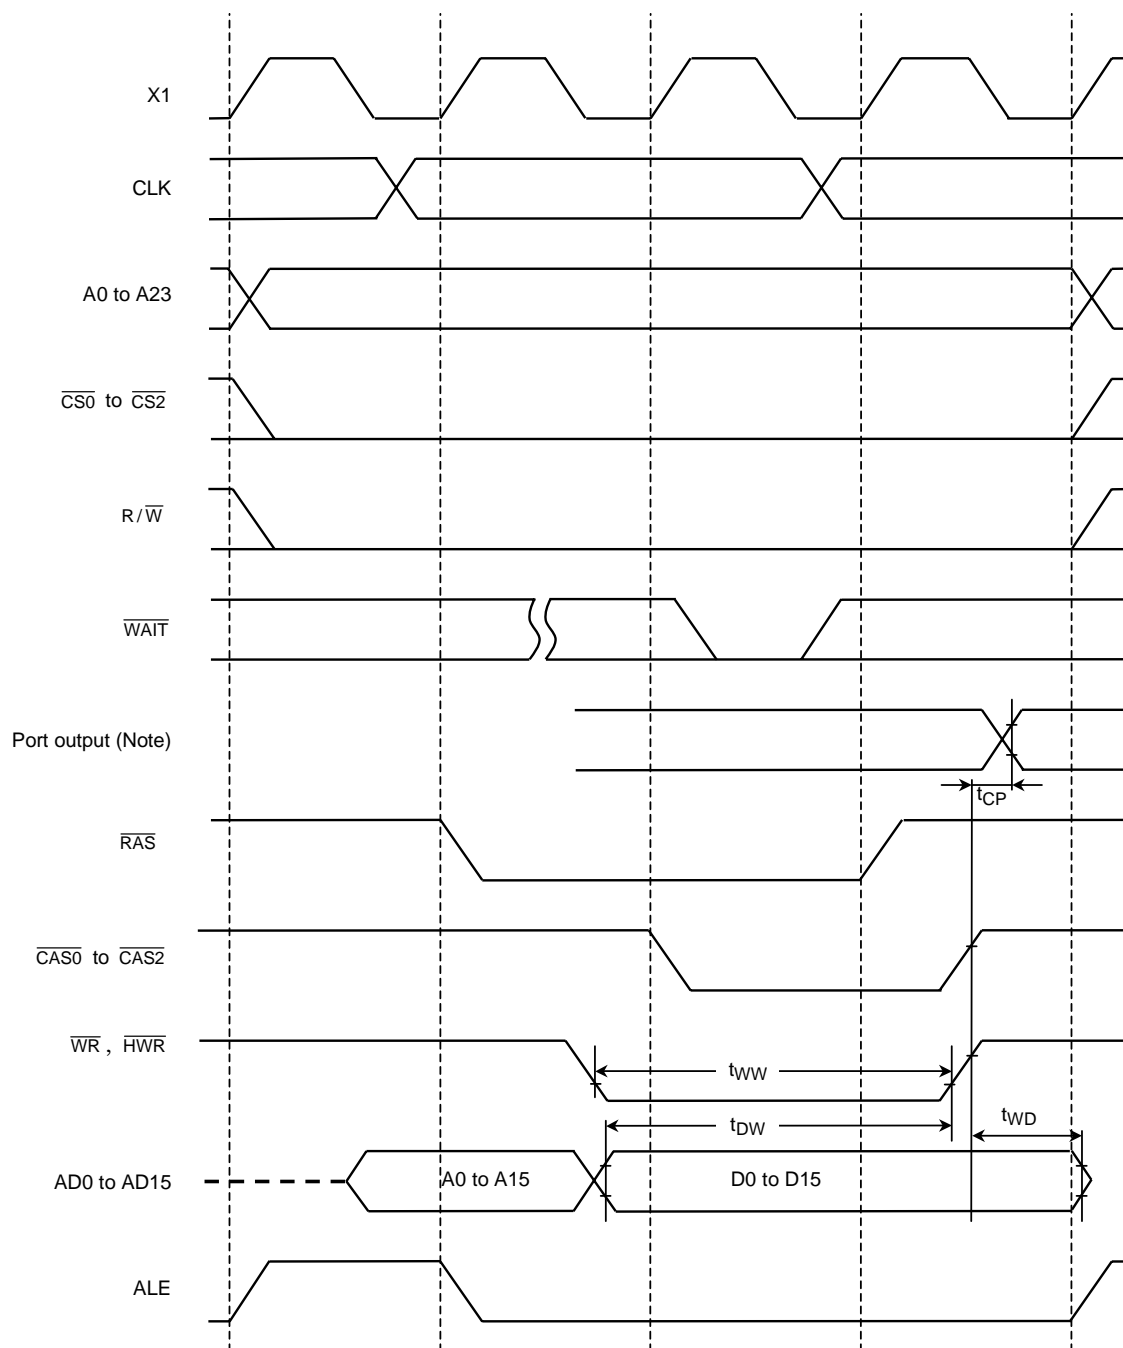 X1
CLK
A0 to A23
CS0 to CS2
R/W
WAIT
Port output (Note)
tCP
RAS
CAS0 to CAS2
WR , HWR
tWW
tDW
tWD
AD0 to AD15
A0 to A15
D0 to D15
ALE